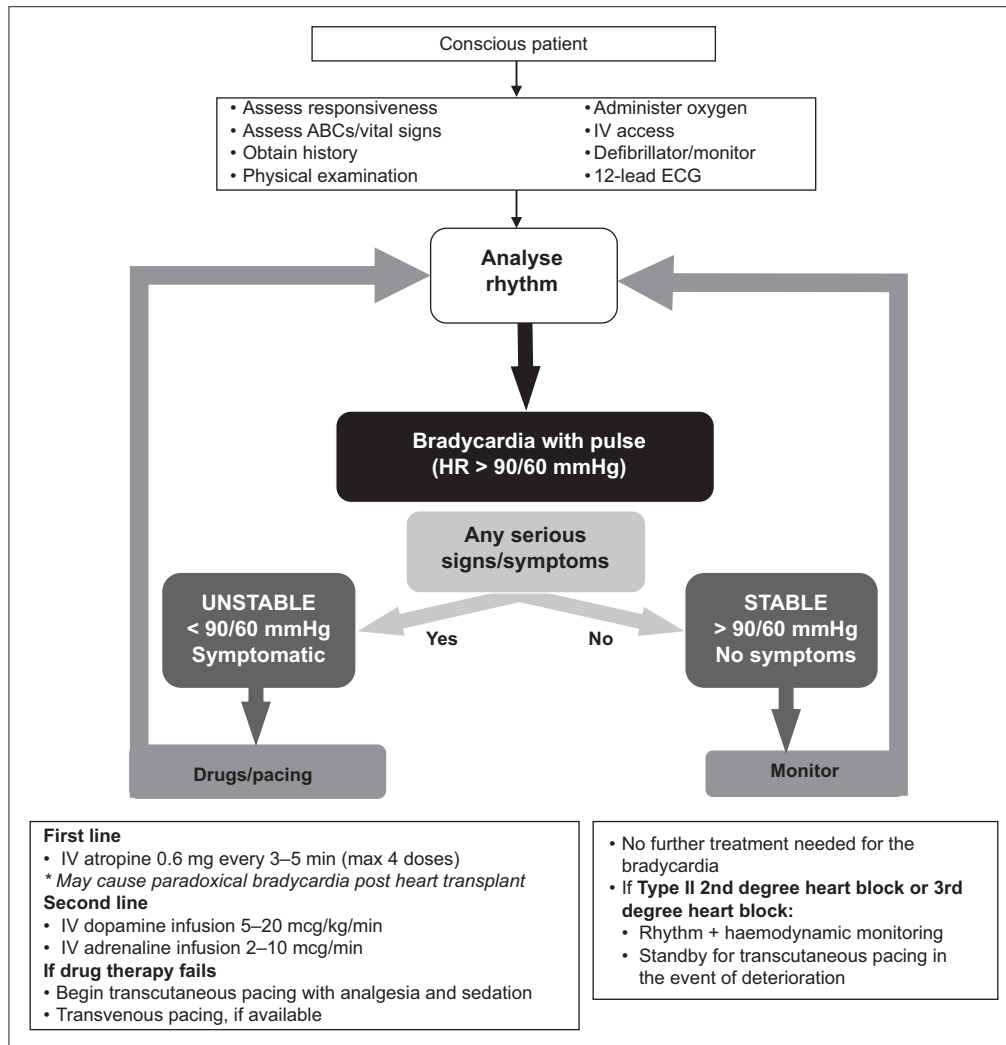 Conscious patient
• Assess responsiveness
• Assess ABCs/vital signs
• Obtain history
• Physical examination
• Administer oxygen
• IV access
• Defibrillator/monitor
• 12-lead ECG
Analyse
rhythm
Bradycardia with pulse
(HR > 90/60 mmHg)
Any serious
signs/symptoms
UNSTABLE
< 90/60 mmHg
Symptomatic
Yes
No
STABLE
> 90/60 mmHg
No symptoms
Drugs/pacing
Monitor
First line
• IV atropine 0.6 mg every 3–5 min (max 4 doses)
* May cause paradoxical bradycardia post heart transplant
Second line
• IV dopamine infusion 5–20 mcg/kg/min
• IV adrenaline infusion 2–10 mcg/min
If drug therapy fails
• Begin transcutaneous pacing with analgesia and sedation
• Transvenous pacing, if available
• No further treatment needed for the
bradycardia
• If Type II 2nd degree heart block or 3rd
degree heart block:
• Rhythm + haemodynamic monitoring
• Standby for transcutaneous pacing in
the event of deterioration